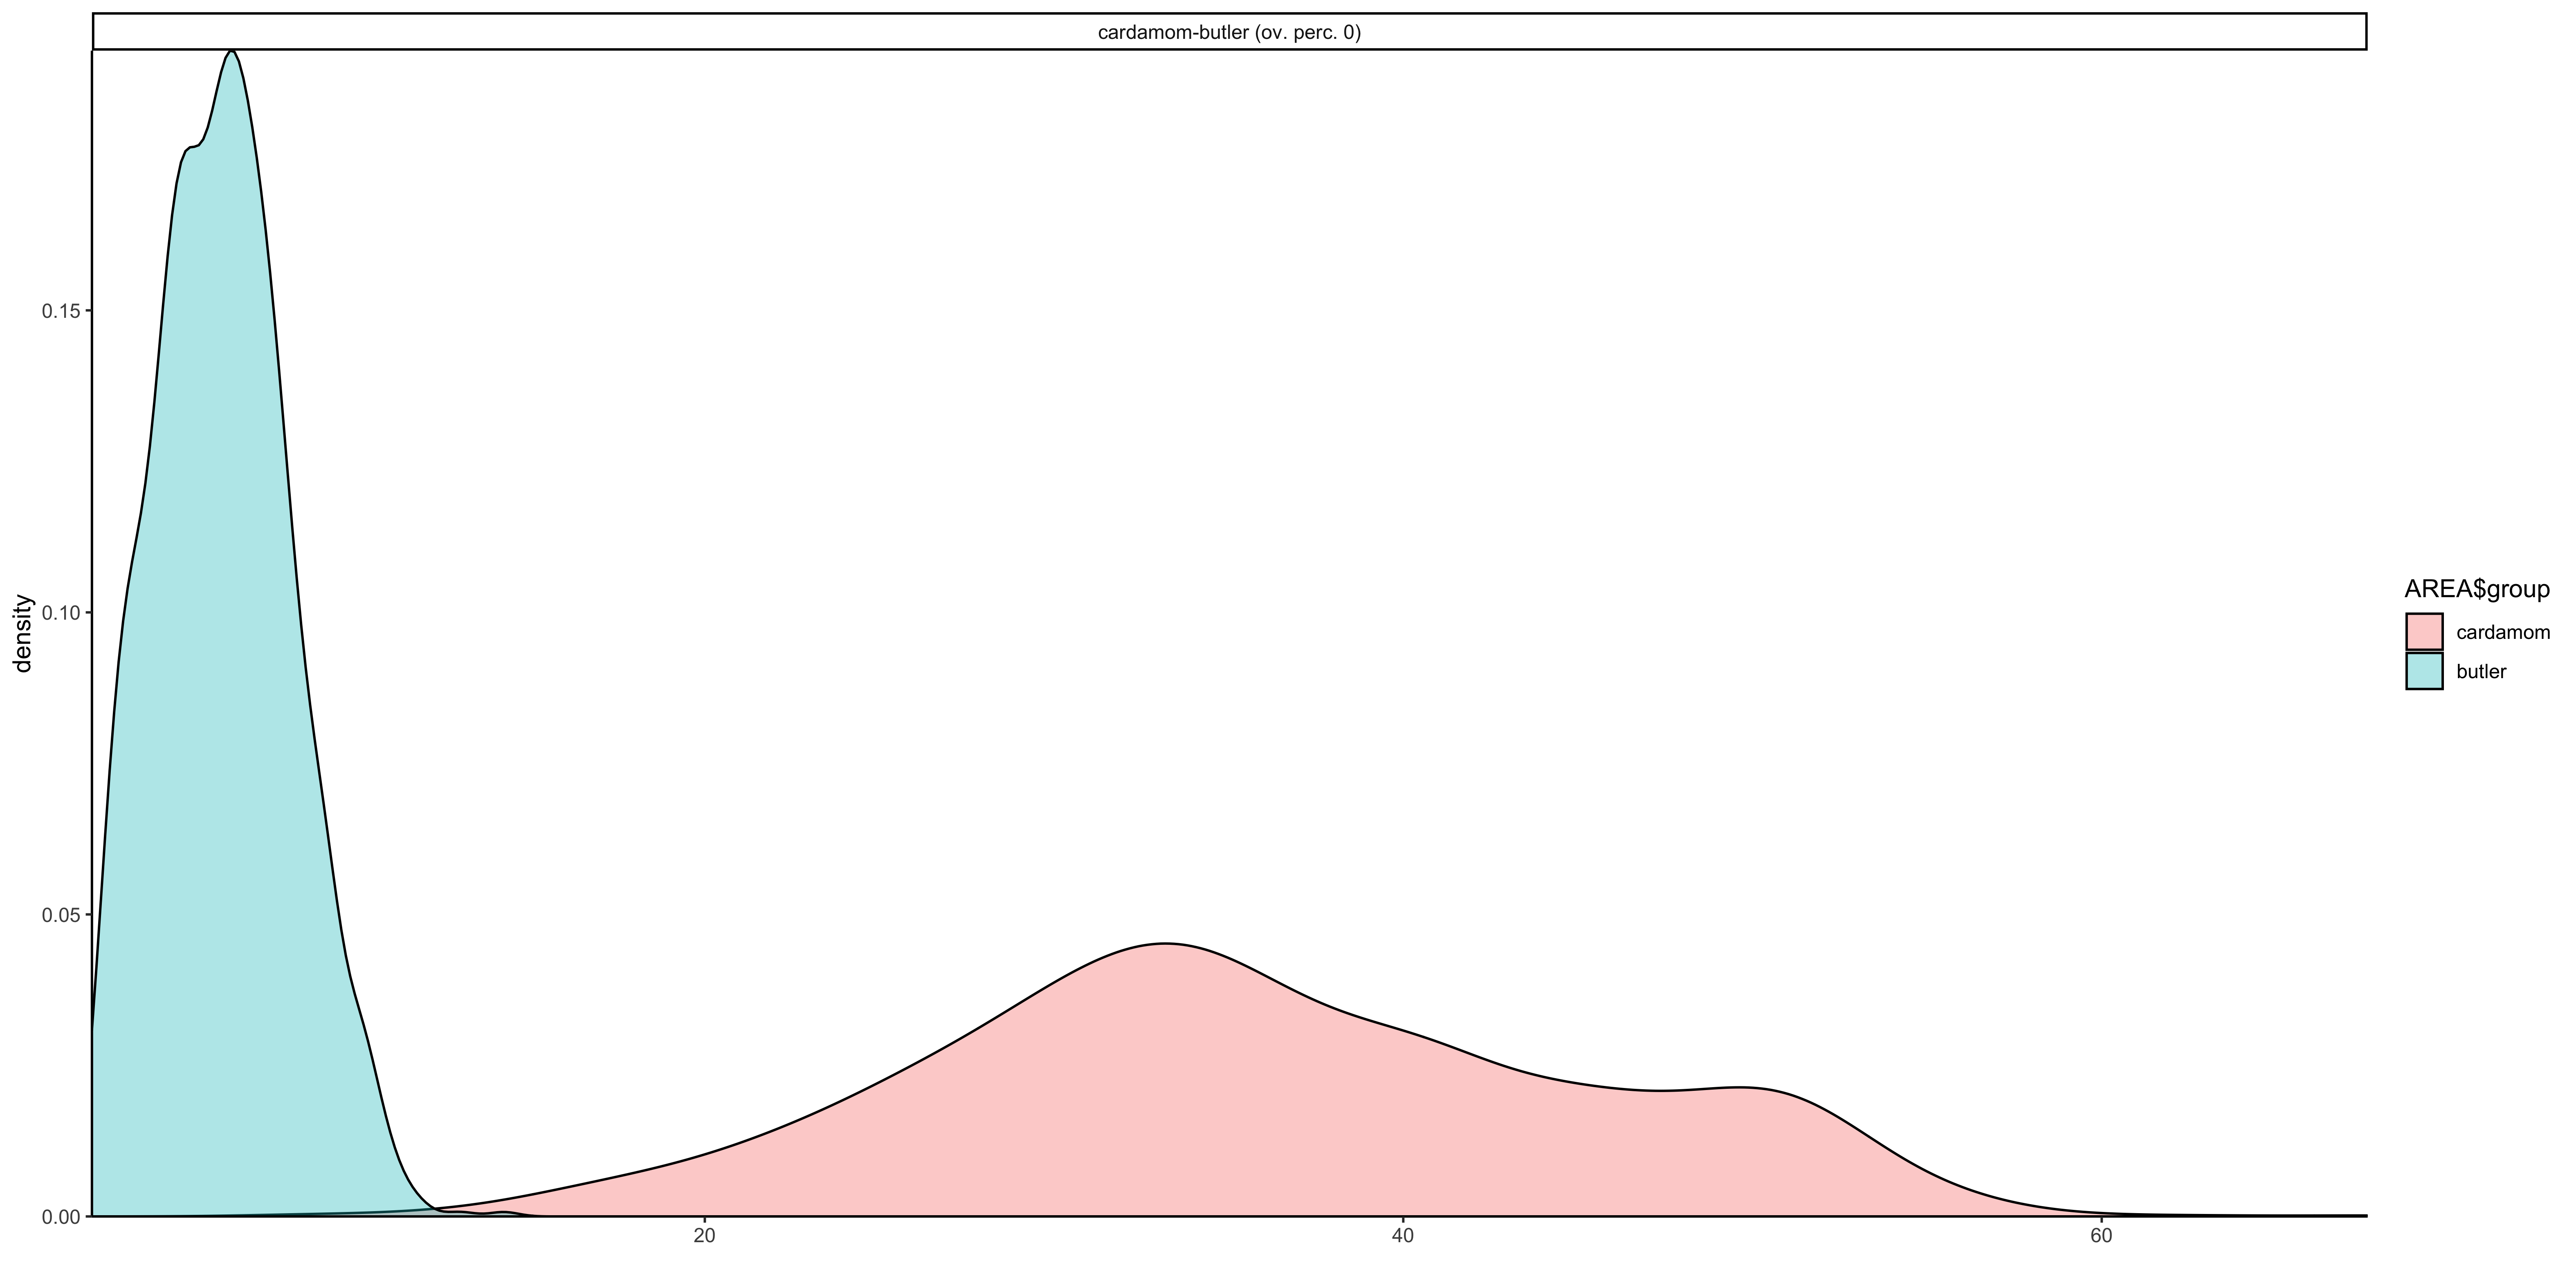 cardamom-butler (ov. perc. 0)
density
0.15
0.10
0.05
0.00
20
40
60
AREA$group
cardamom
butler